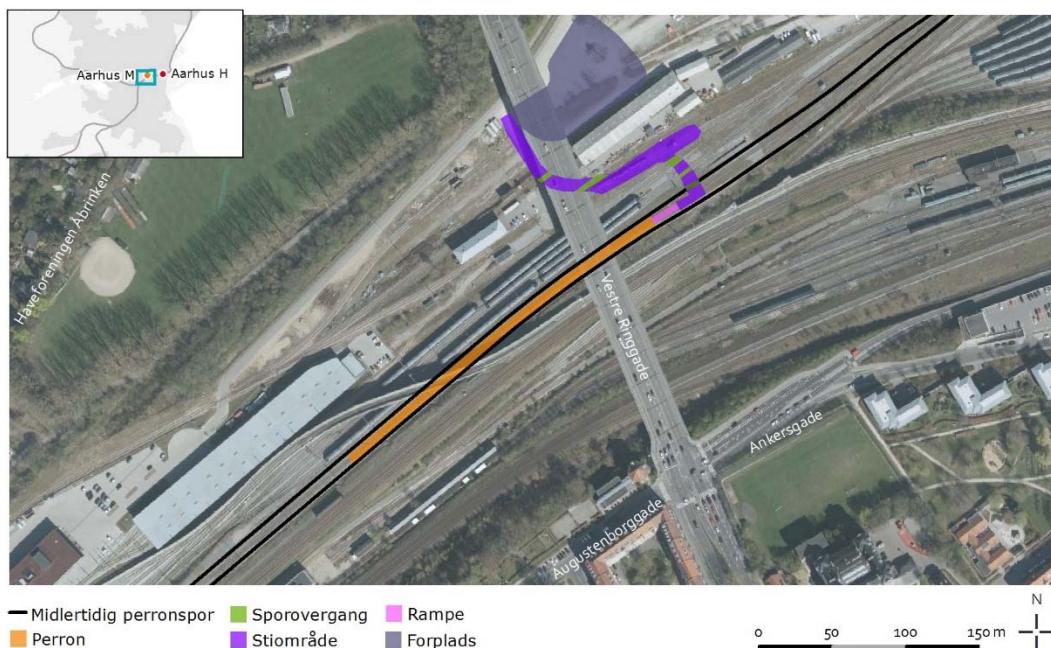 Aarhus M
Aarhus H
Haveforeningen Åbrinken
Vestre Ringgade
Ankersgade
Augustenborggade
Midlertidig perronspor
Sporovergang
Rampe
Perron
Stiområde
Forplads
0 50 100 150 m
N